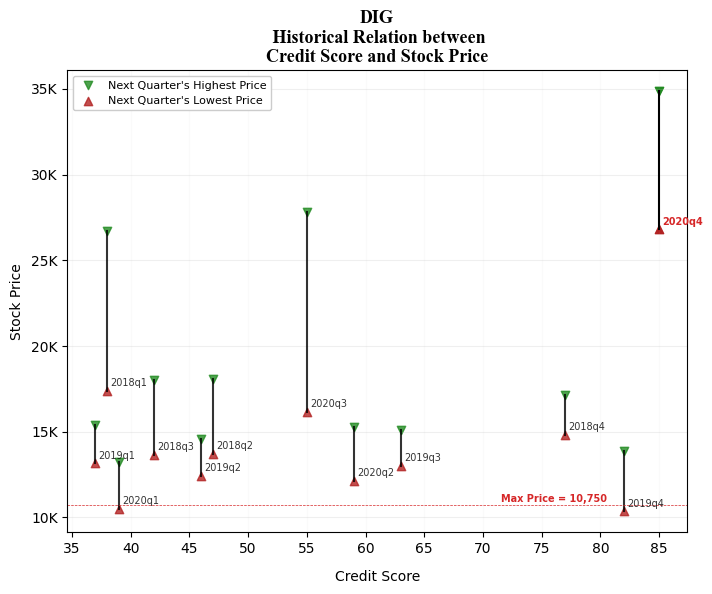 DIG
Historical Relation between
Credit Score and Stock Price
Next Quarter's Highest Price
Next Quarter's Lowest Price
35K
30K
25K
20K
15K
10K
Stock Price
2020q4
2018q1
2020q3
2019q1
2018q3
2018q2
2019q2
2020q1
2020q2
2019q3
2018q4
2019q4
Max Price = 10,750
35 40 45 50 55 60 65 70 75 80 85
Credit Score